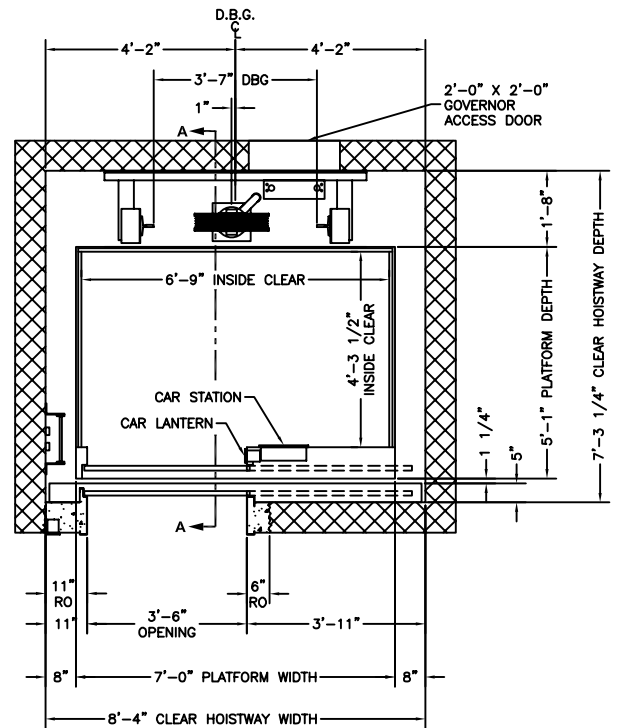 D.B.G.
C
L
4'-2" 4'-2"
3'-7" DBG
2'-0" X 2'-0"
GOVERNOR
ACCESS DOOR
1"
A
1'-8"
6'-9" INSIDE CLEAR
4'-3 1/2"
INSIDE CLEAR
5'-1" PLATFORM DEPTH
7'-3 1/4" CLEAR HOISTWAY DEPTH
CAR STATION
CAR LANTERN
1 1/4"
5"
A
11"
RO
6"
RO
11"
3'-6"
OPENING
3'-11"
8" 7'-0" PLATFORM WIDTH 8"
8'-4" CLEAR HOISTWAY WIDTH